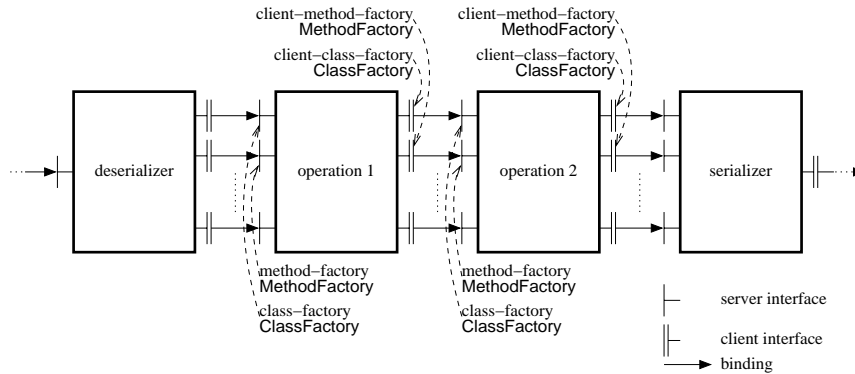 client−method−factory
MethodFactory
client−class−factory
ClassFactory
client−method−factory
MethodFactory
client−class−factory
ClassFactory
deserializer
operation 1
operation 2
serializer
method−factory
MethodFactory
class−factory
ClassFactory
method−factory
MethodFactory
class−factory
ClassFactory
server interface
client interface
binding